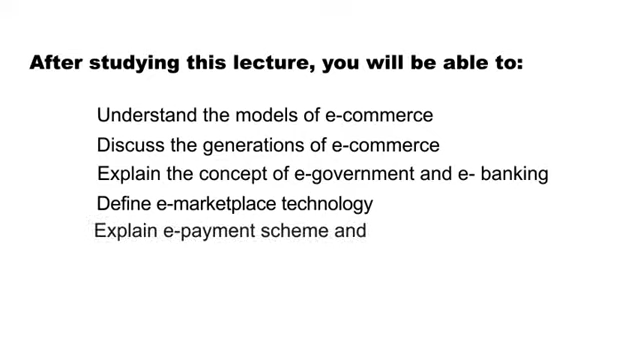 After studying this lecture, you will be able to:
Understand the models of e-commerce
Discuss the generations of e-commerce
Explain the concept of e-government and e- banking
Define e-marketplace technology
Explain e-payment scheme and